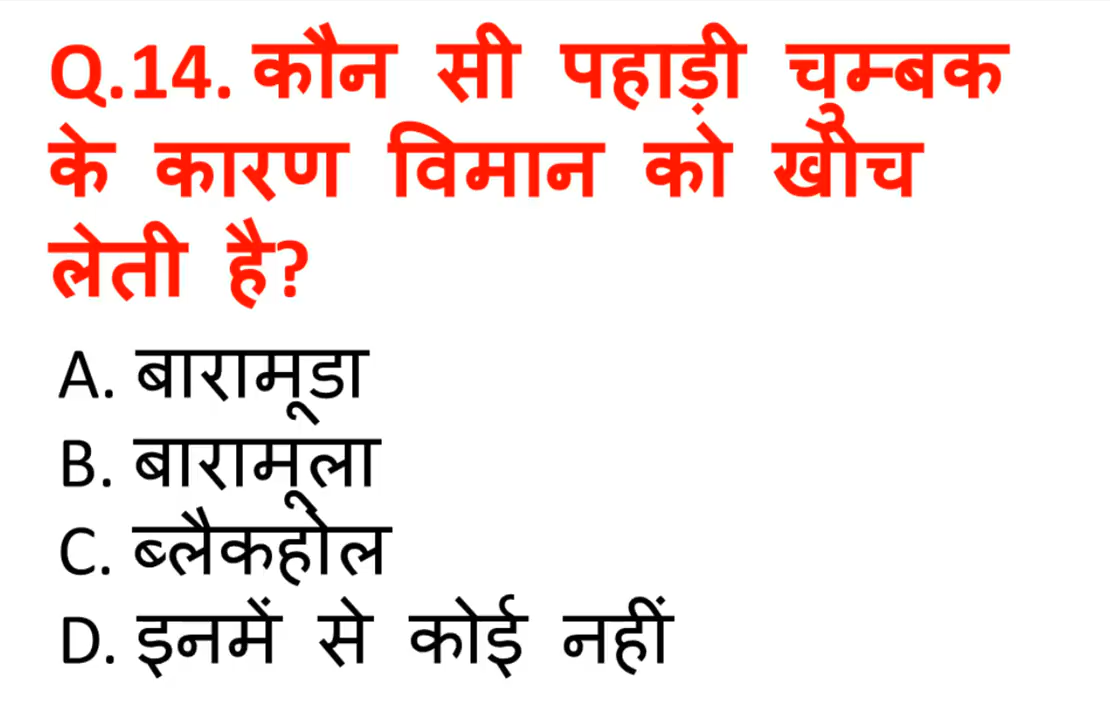 Q.14. कौन सी पहाड़ी चुम्बक
के कारण विमान को खीच
लेती है?
A. बारामूडा
B. बारामूला
C. ब्लैकहोल
D. इनमें से कोई नहीं